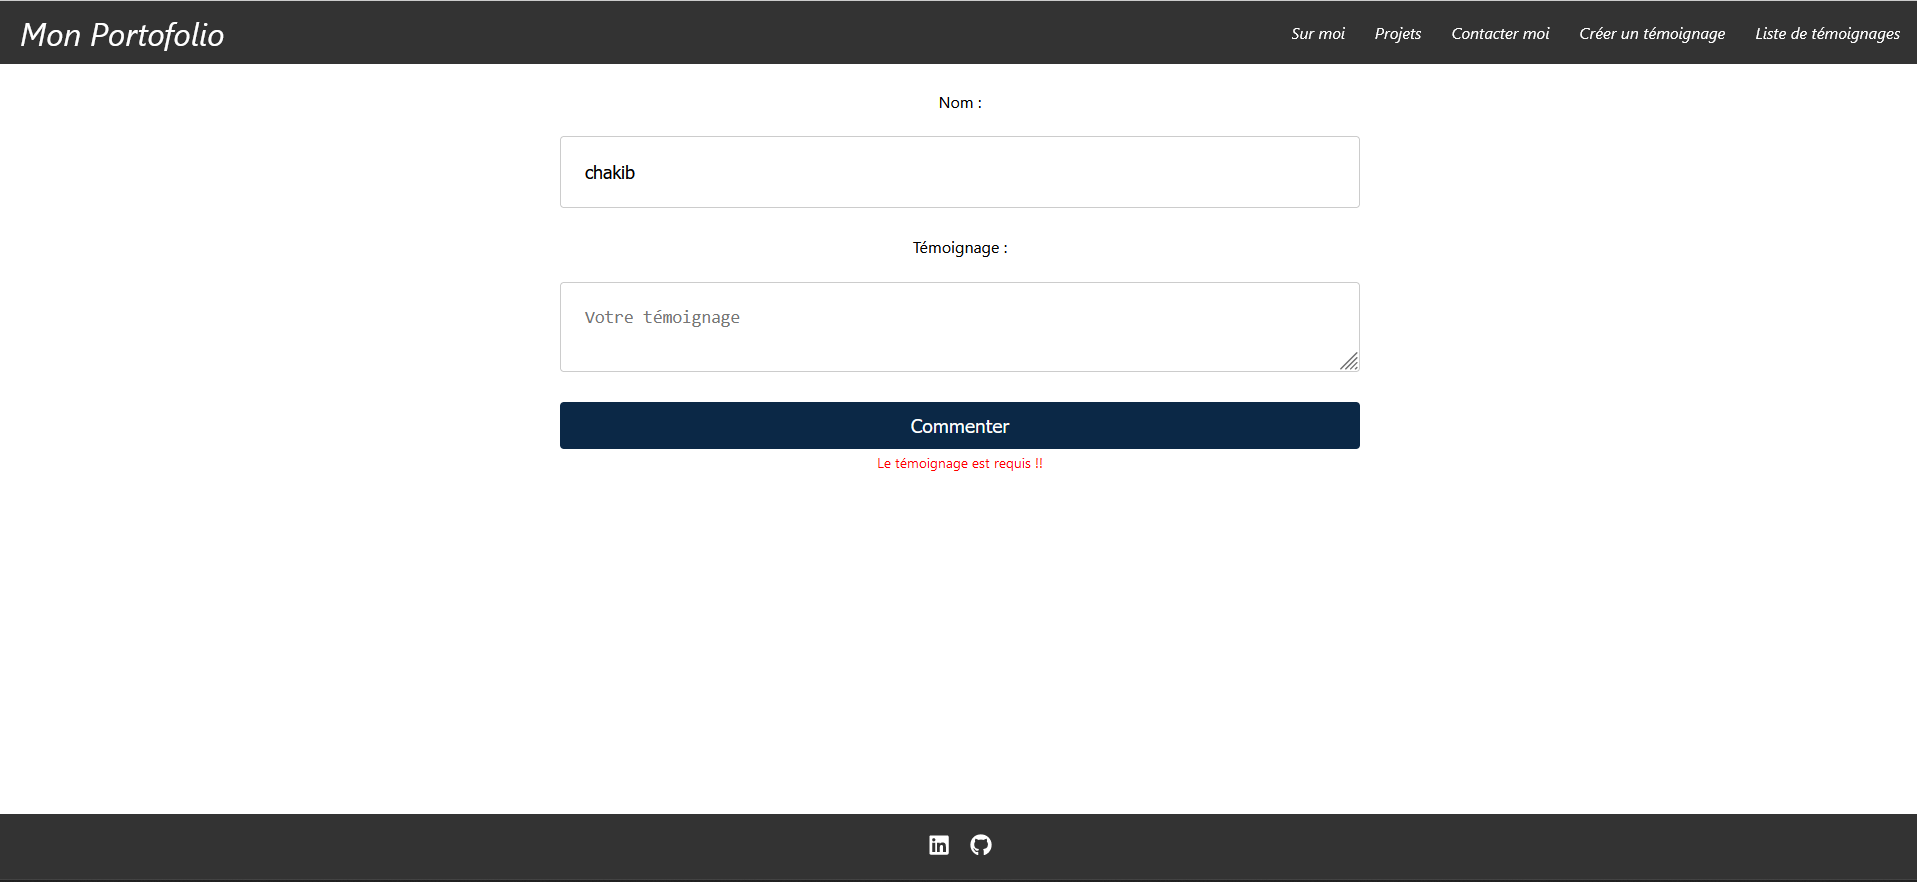 Mon Portofolio
Sur moi Projets Contacter moi Créer un témoignage Liste de témoignages
Nom :
chakib
Témoignage :
Votre témoignage
Commenter
Le témoignage est requis !!